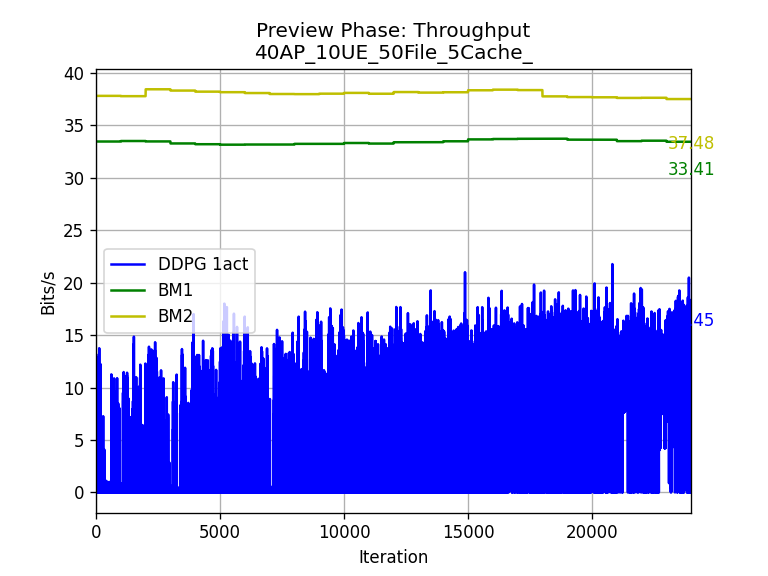 Preview Phase: Throughput
40AP_10UE_50File_5Cache_
40
35
30
25
20
15
10
5
0
Bits/s
37.48
33.41
45
DDPG 1act
BM1
BM2
0
5000
10000
15000
20000
Iteration